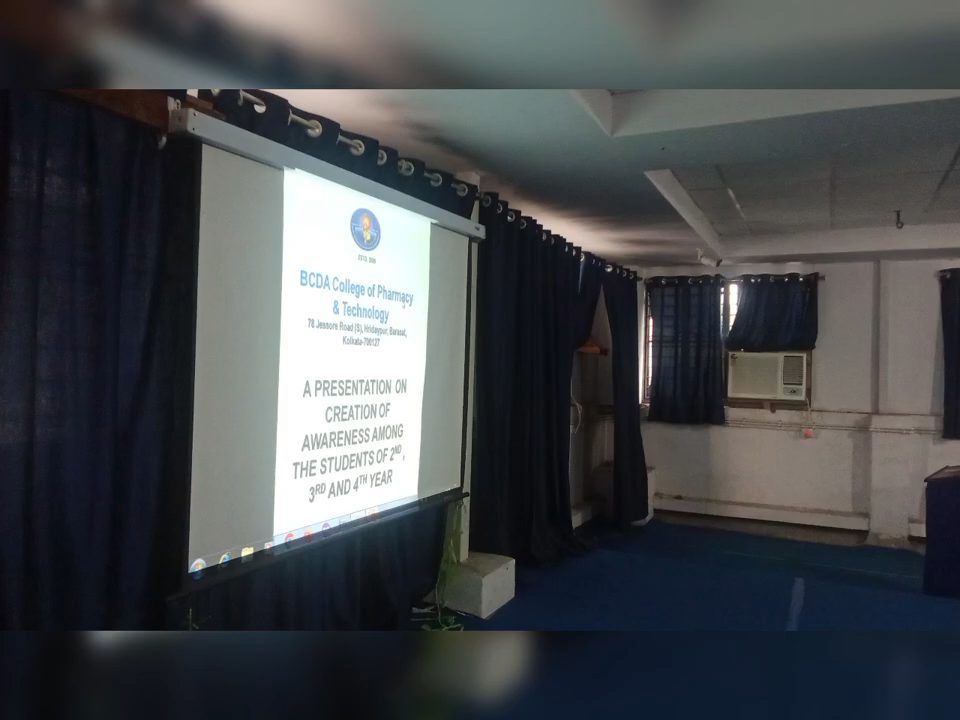 ESTD. 2009
BCDA College of Pharmacy
& Technology
78 Jessore Road (S), Hridaypur, Barasat,
Kolkata-700127
A PRESENTATION ON
CREATION OF
AWARENESS AMONG
THE STUDENTS OF 2ND,
3RD AND 4TH YEAR